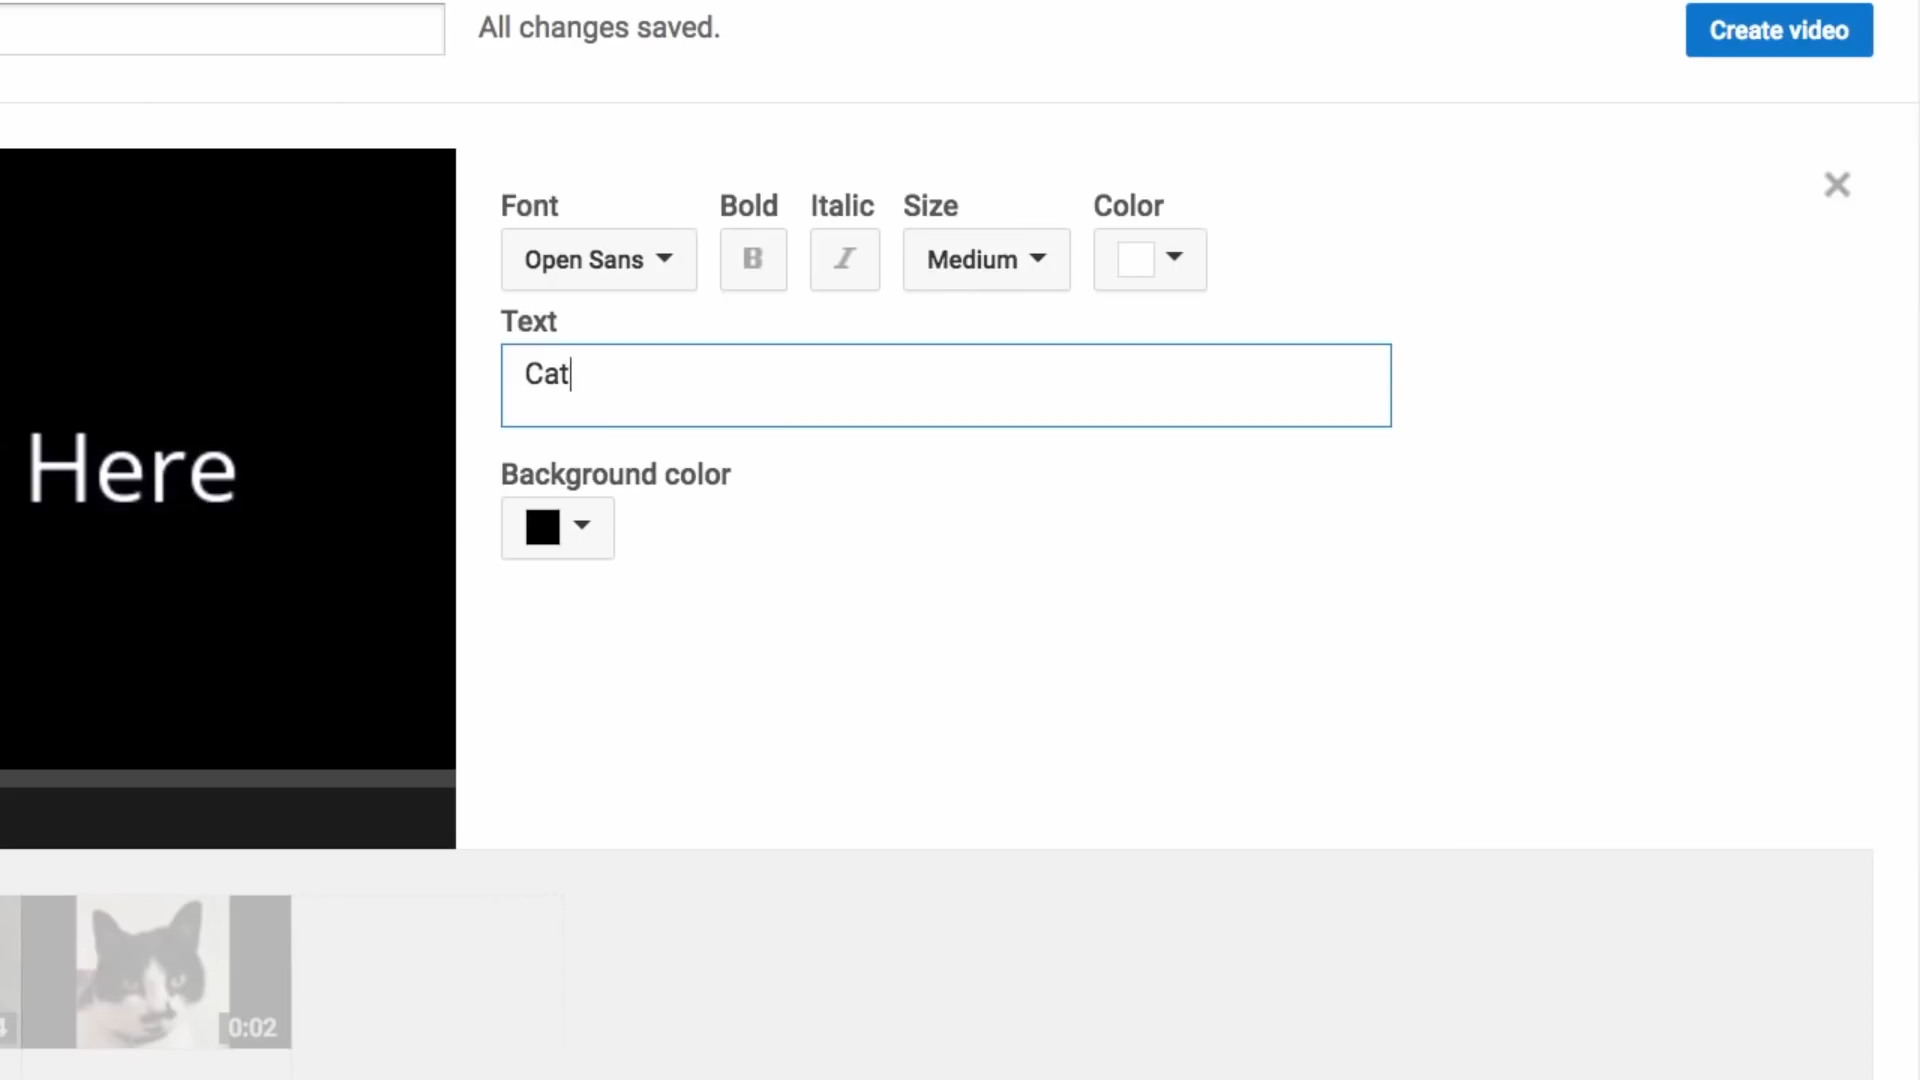 All changes saved.
Create video
Font Bold Italic Size Color
Open Sans B I Medium
Text
Cat
Here
Background color
4 0:02